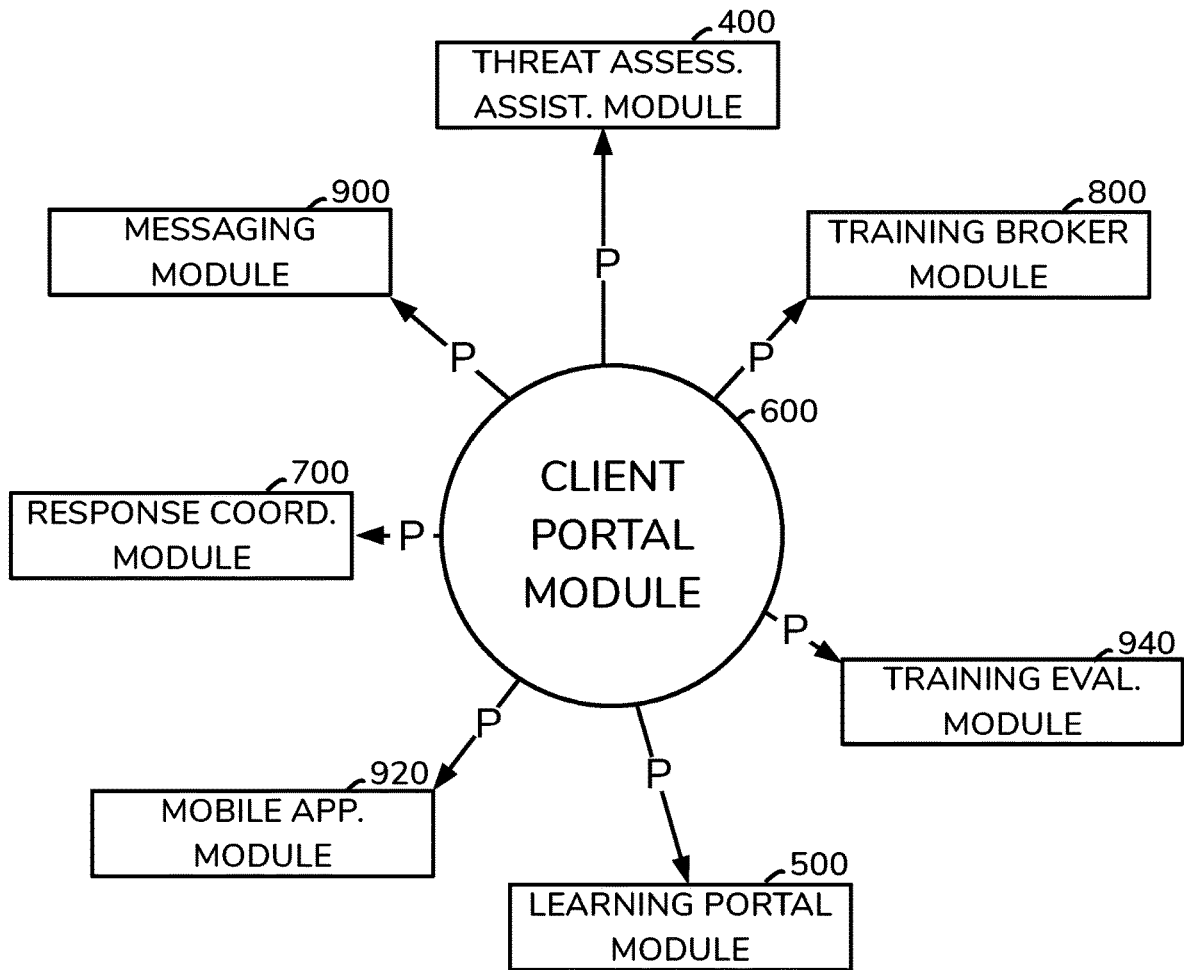 400
THREAT ASSESS.
ASSIST. MODULE
900
MESSAGING
MODULE
800
TRAINING BROKER
MODULE
P
P
P
600
CLIENT
PORTAL
MODULE
700
RESPONSE COORD.
MODULE
P
P
940
TRAINING EVAL.
MODULE
P
920
MOBILE APP.
MODULE
P
500
LEARNING PORTAL
MODULE